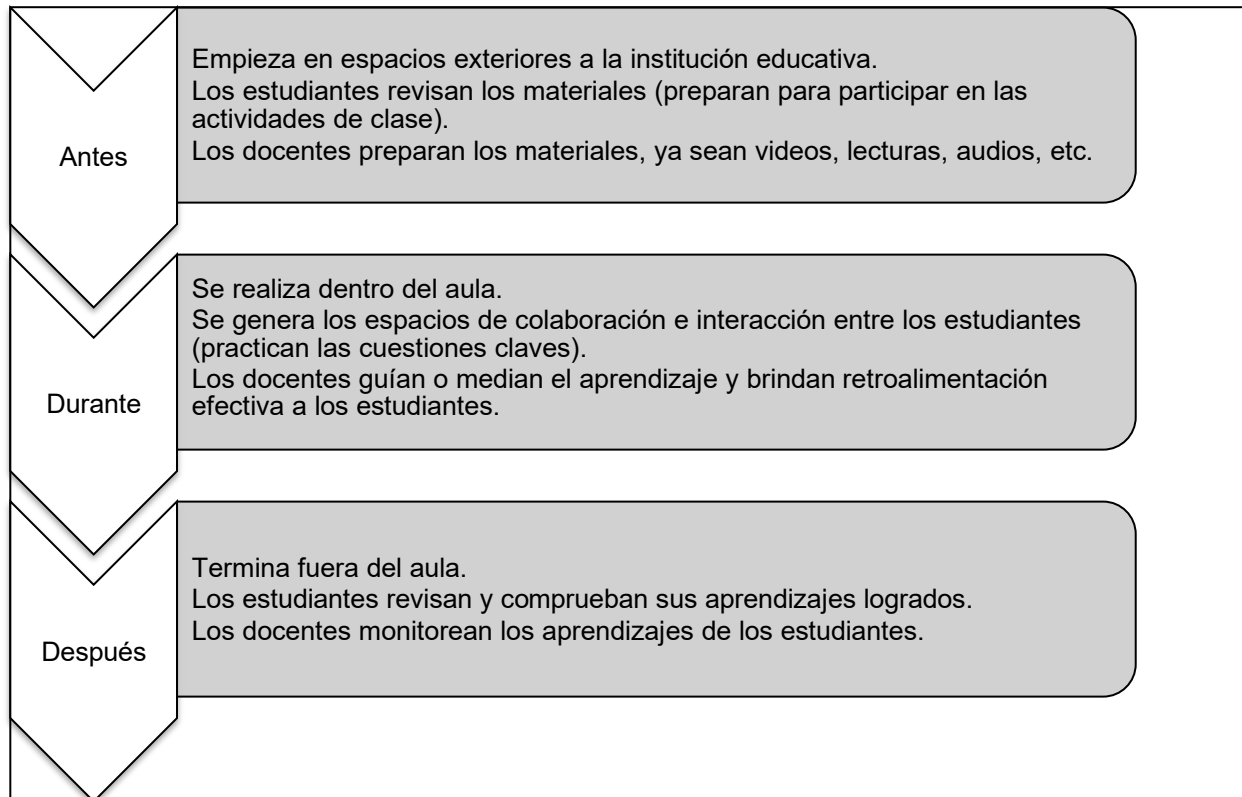 Antes
Empieza en espacios exteriores a la institución educativa.
Los estudiantes revisan los materiales (preparan para participar en las
actividades de clase).
Los docentes preparan los materiales, ya sean videos, lecturas, audios, etc.
Durante
Se realiza dentro del aula.
Se genera los espacios de colaboración e interacción entre los estudiantes
(practican las cuestiones claves).
Los docentes guían o median el aprendizaje y brindan retroalimentación
efectiva a los estudiantes.
Después
Termina fuera del aula.
Los estudiantes revisan y comprueban sus aprendizajes logrados.
Los docentes monitorean los aprendizajes de los estudiantes.